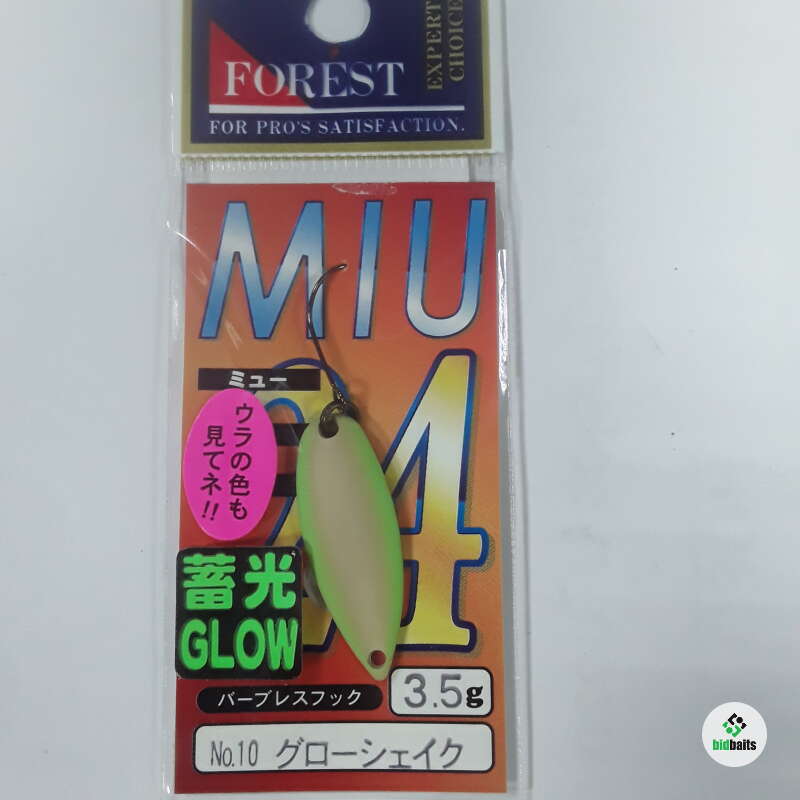 FOREST
EXPERT
CHOICE
FOR PRO'S SATISFACTION.
MIU
ミュー
ウラの色も
見てネ!!
蓄光
GLOW
バーブレスフック
3.5g
No.10 グローシェイク
bidbaits